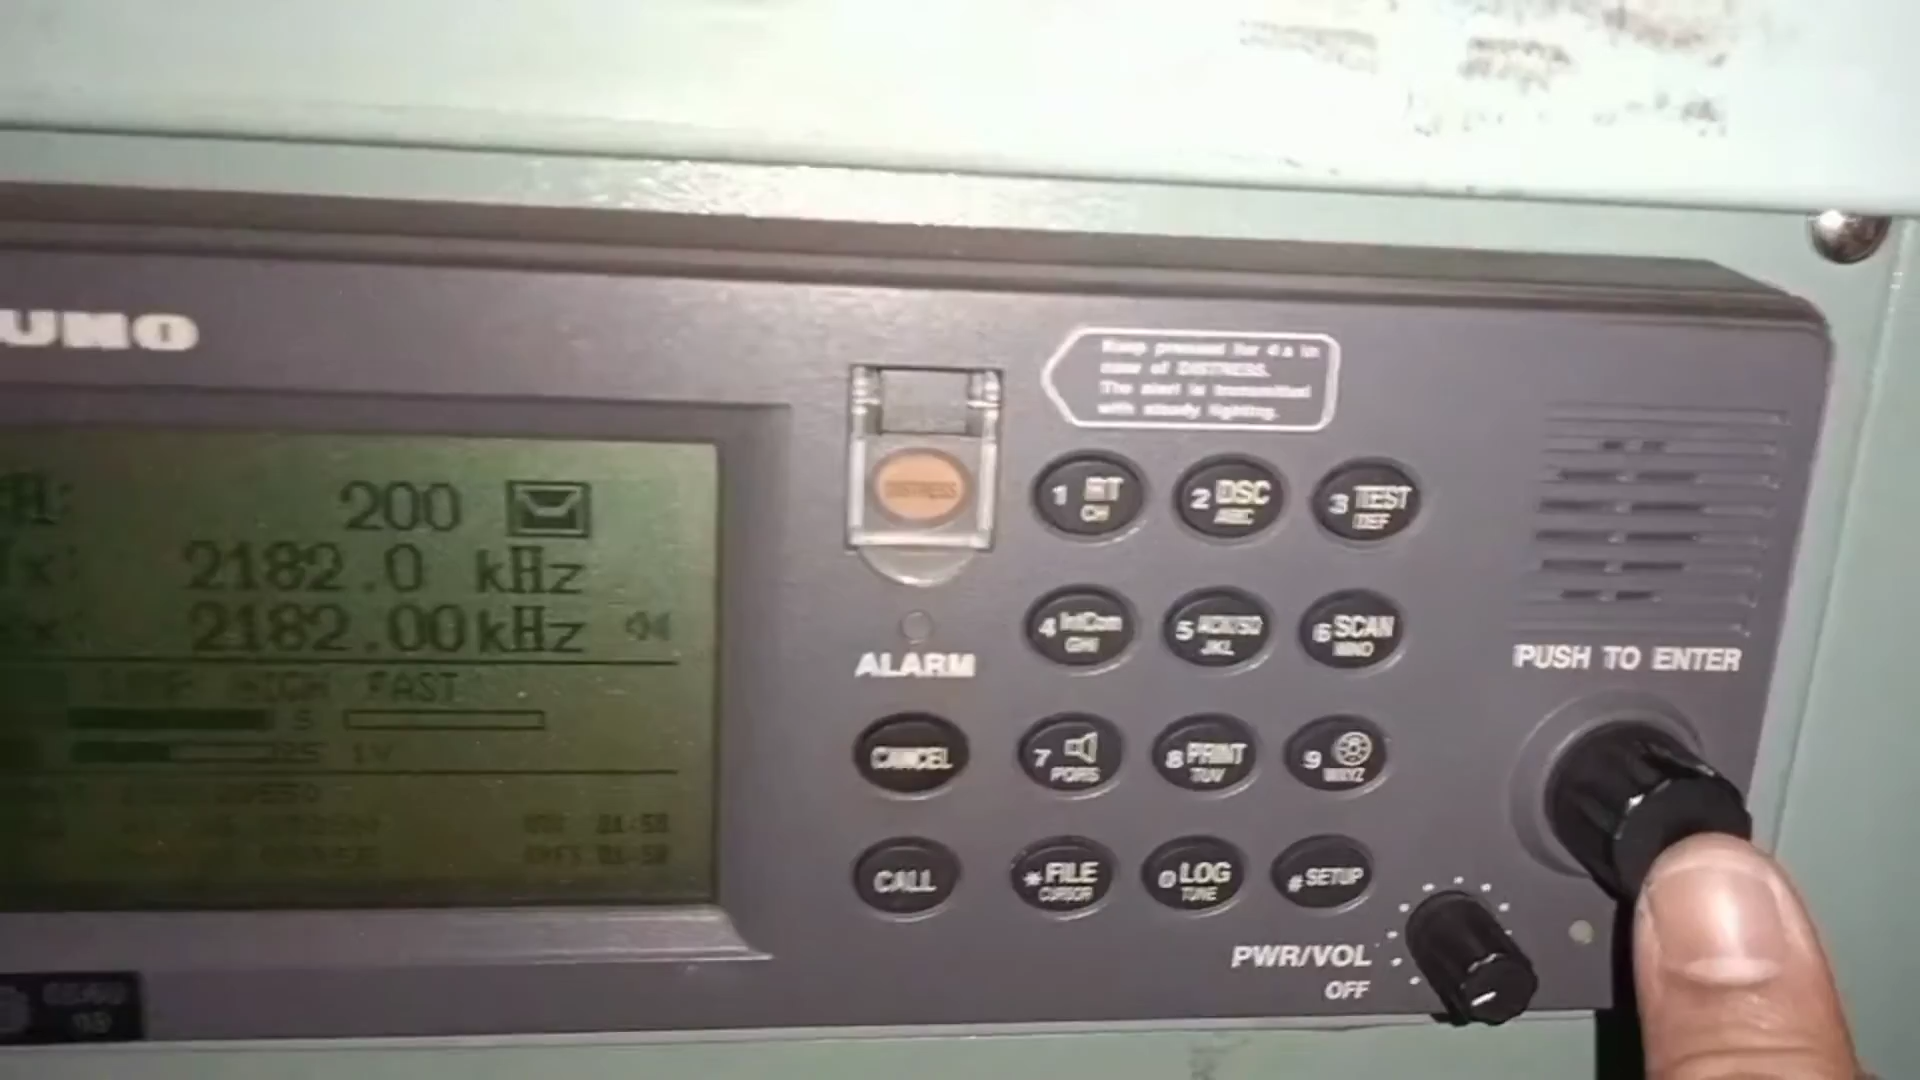 UMO
Keep pressed for 4 s in
case of DISTRESS.
The alert is transmitted
with steady lighting.
200
2182.0 kHz
2182.00 kHz
HIGH FAST
S
DISTRESS
1 RT
CH
2 DSC
ABC
3 TEST
DEF
4 IntCom
GHI
5 ACK/SQ
JKL
6 SCAN
MNO
ALARM
PUSH TO ENTER
CANCEL
7
PQRS
8 PRINT
TUV
9
WXYZ
CALL
* FILE
CURSOR
0 LOG
TUNE
# SETUP
PWR/VOL
OFF